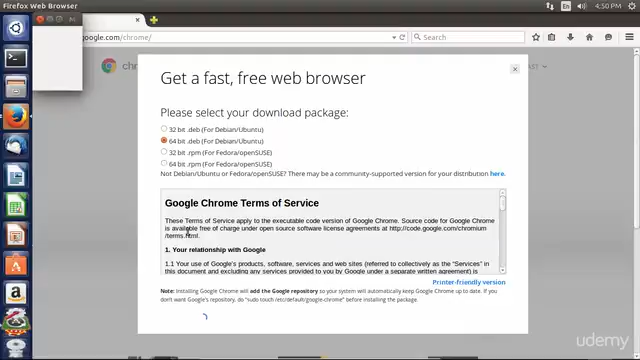 Firefox Web Browser
En
4:50 PM
google.com/chrome/
Search
chr
Get a fast, free web browser
Please select your download package:
32 bit .deb (For Debian/Ubuntu)
64 bit .deb (For Debian/Ubuntu)
32 bit .rpm (For Fedora/openSUSE)
64 bit .rpm (For Fedora/openSUSE)
Not Debian/Ubuntu or Fedora/openSUSE? There may be a community-supported version for your distribution here.
Google Chrome Terms of Service
These Terms of Service apply to the executable code version of Google Chrome. Source code for Google Chrome
is available free of charge under open source software license agreements at http://code.google.com/chromium
/terms.html.
1. Your relationship with Google
1.1 Your use of Google's products, software, services and web sites (referred to collectively as the "Services" in
this document and excluding any services provided to you by Google under a separate written agreement) is
Printer-friendly version
Note: Installing Google Chrome will add the Google repository so your system will automatically keep Google Chrome up to date. If you
don't want Google's repository, do "sudo touch /etc/default/google-chrome" before installing the package
udemy